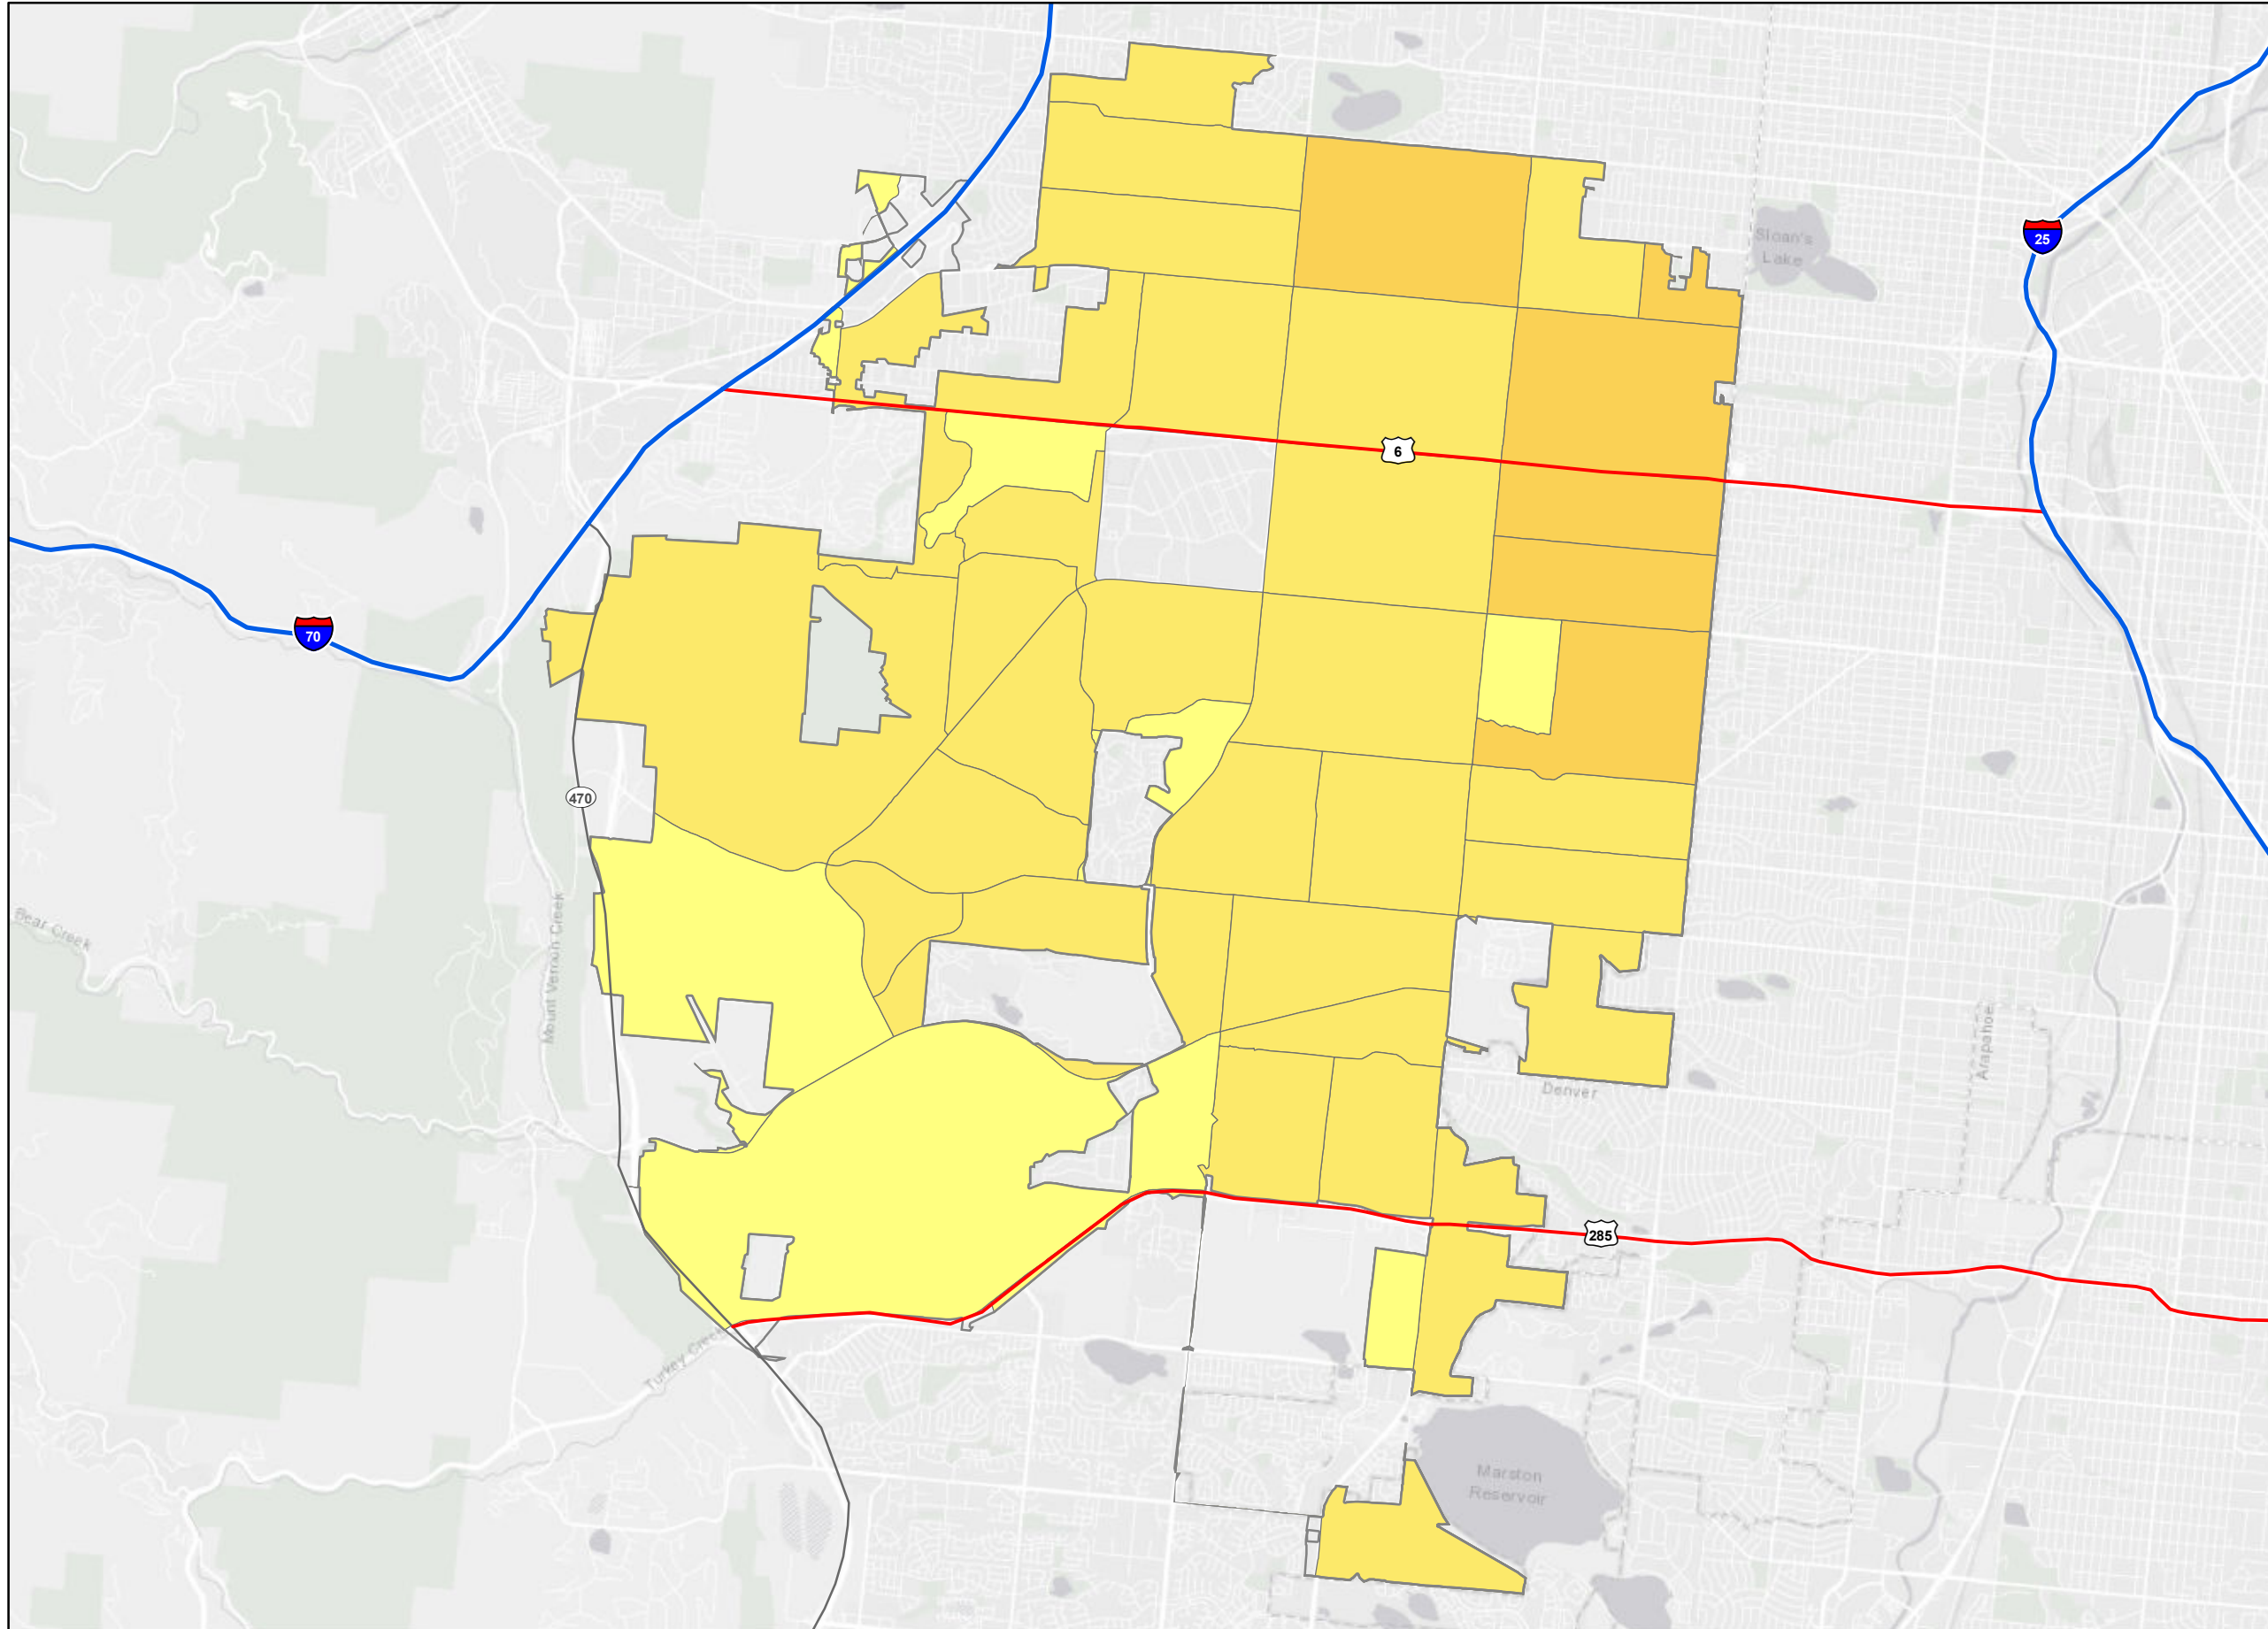 Sloan's
Lake
25
6
70
470
Bear Creek
Mount Vernon Creek
Arapahoe
Denver
285
Turkey Creek
Marston
Reservoir